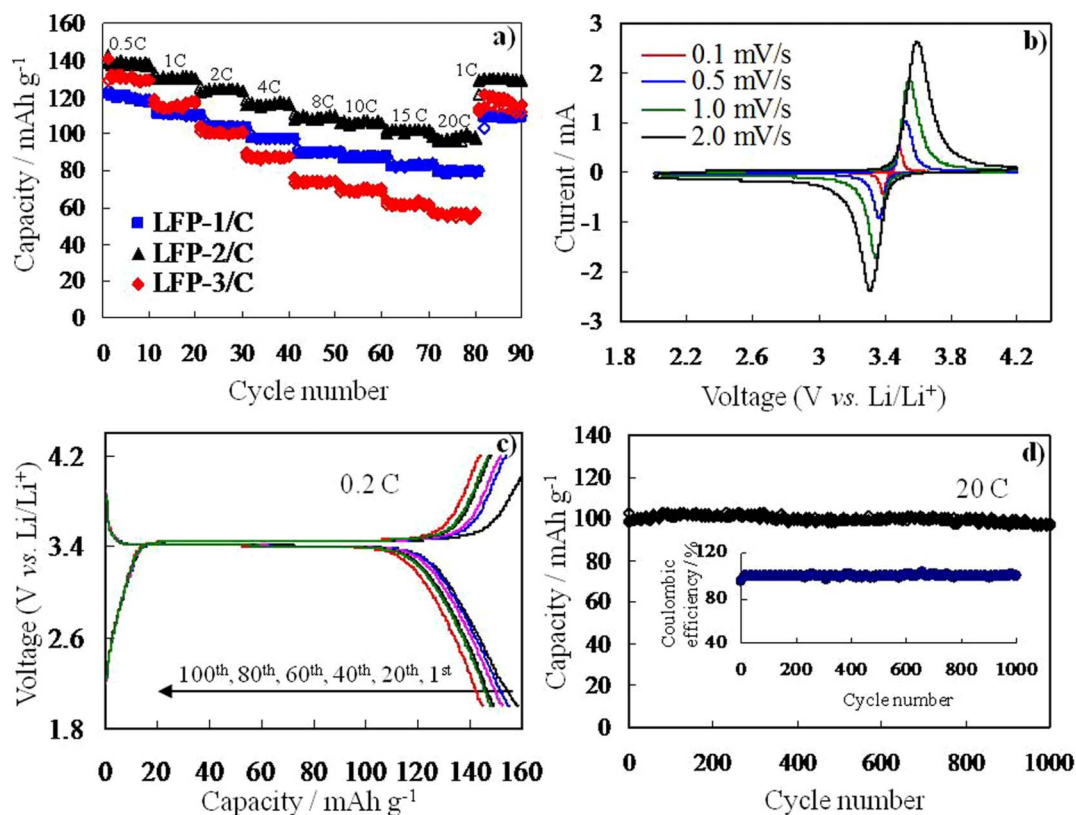 a)
160
140
120
100
80
60
40
20
0
Capacity / mAh g-1
0.5C
1C
2C
4C
8C
10C
15 C
20C
1C
LFP-1/C
LFP-2/C
LFP-3/C
0 10 20 30 40 50 60 70 80 90
Cycle number
b)
3
2
1
0
-1
-2
-3
Current / mA
0.1 mV/s
0.5 mV/s
1.0 mV/s
2.0 mV/s
1.8 2.4 3 3.6 4.2
Voltage (V vs. Li/Li+)
c)
4.2
3.4
2.6
1.8
Voltage (V vs. Li/Li+)
0.2 C
100th, 80th, 60th, 40th, 20th, 1st
0 20 40 60 80 100 120 140 160
Capacity / mAh g-1
d)
140
120
100
80
60
40
20
0
Capacity / mAh g-1
20 C
120
80
40
Coulombic
efficiency / %
0 200 400 600 800 1000
Cycle number
0 200 400 600 800 1000
Cycle number